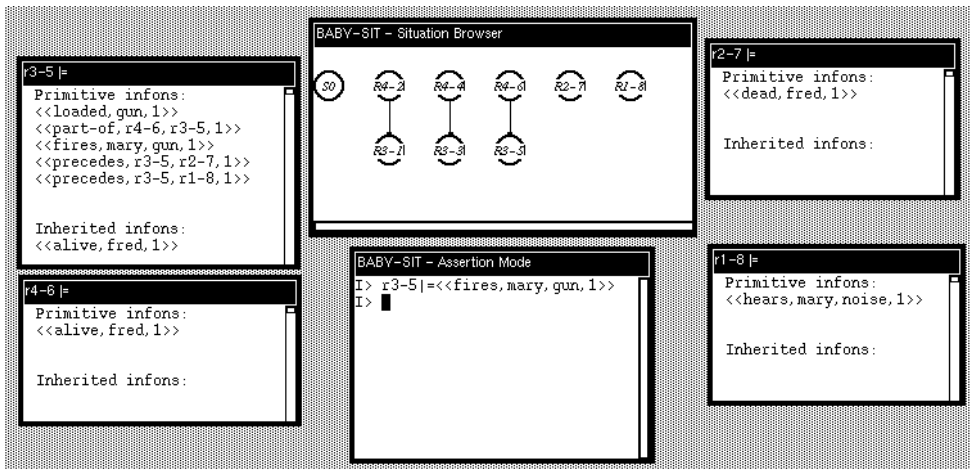 r3-5 |=
Primitive infons:
<<loaded, gun, 1>>
<<part-of, r4-6, r3-5, 1>>
<<fires, mary, gun, 1>>
<<precedes, r3-5, r2-7, 1>>
<<precedes, r3-5, r1-8, 1>>
Inherited infons:
<<alive, fred, 1>>
r4-6 |=
Primitive infons:
<<alive, fred, 1>>
Inherited infons:
BABY-SIT - Situation Browser
S0 R4-2 R4-4 R4-6 R2-7 R1-8
R3-1 R3-3 R3-5
BABY-SIT - Assertion Mode
I> r3-5|=<<fires, mary, gun, 1>>
I>
r2-7 |=
Primitive infons:
<<dead, fred, 1>>
Inherited infons:
r1-8 |=
Primitive infons:
<<hears, mary, noise, 1>>
Inherited infons: